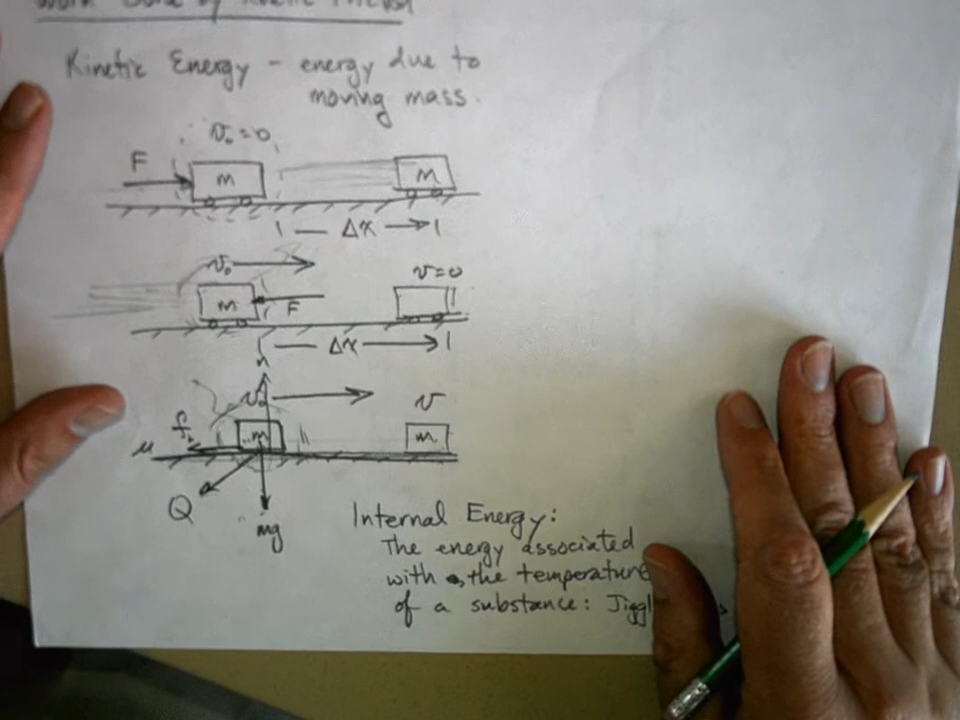 Kinetic Energy - energy due to
moving mass.
v₀ = 0
F
m
m
Δx
v₀
v=0
m
F
Δx
n
v₀
v
fₖ
m
m
μ
Q
mg
Internal Energy:
The energy associated
with the temperature
of a substance: